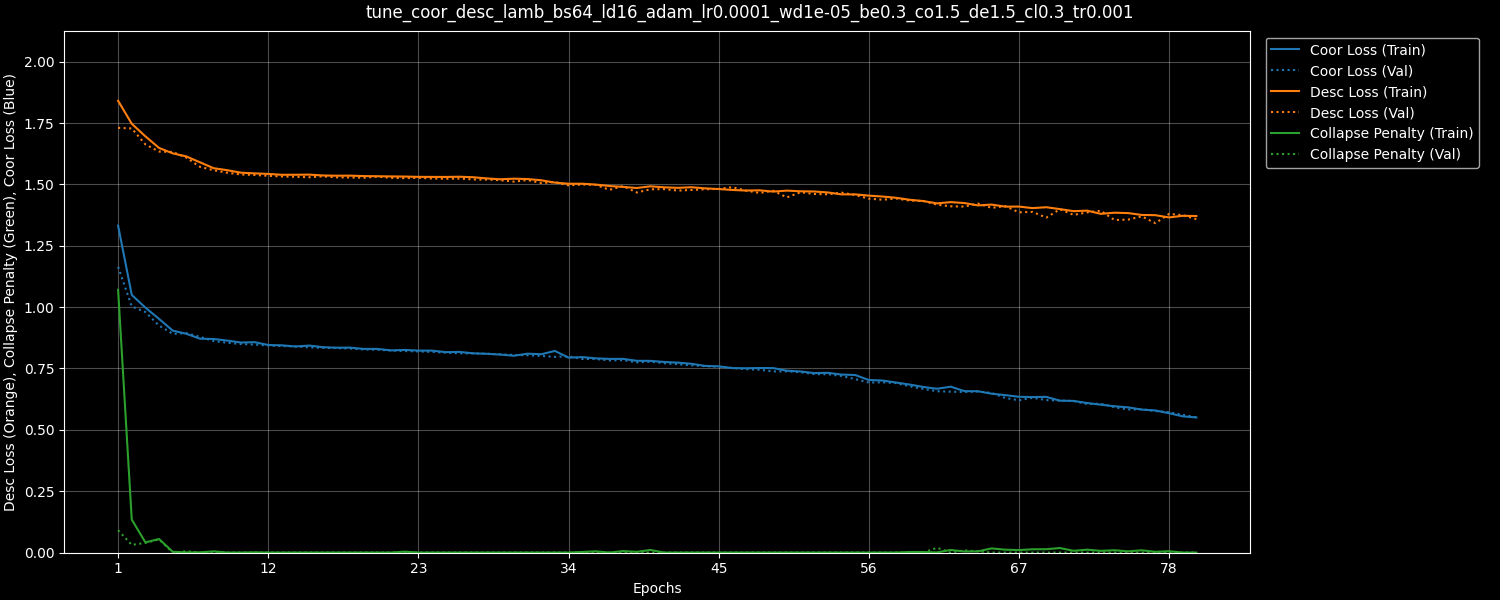 tune_coor_desc_lamb_bs64_ld16_adam_lr0.0001_wd1e-05_be0.3_co1.5_de1.5_cl0.3_tr0.001
Desc Loss (Orange), Collapse Penalty (Green), Coor Loss (Blue)
2.00
1.75
1.50
1.25
1.00
0.75
0.50
0.25
0.00
1 12 23 34 45 56 67 78
Epochs
Coor Loss (Train)
Coor Loss (Val)
Desc Loss (Train)
Desc Loss (Val)
Collapse Penalty (Train)
Collapse Penalty (Val)